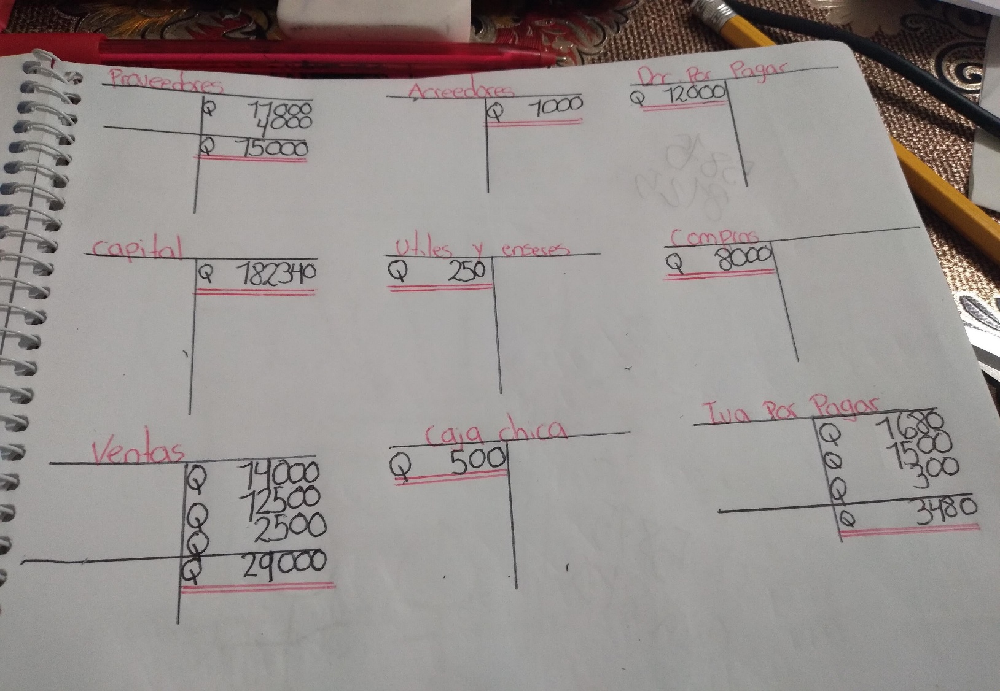 Proveedores
Q 11000
4000
Q 15000
Acreedores
Q 1000
Doc. Por Pagar
Q 12000
Capital
Q 182340
Utiles y enseres
Q 250
Compras
Q 8000
Ventas
Q 14000
Q 12500
Q 2500
Q 29000
Caja chica
Q 500
Iva Por Pagar
Q 1680
Q 1500
Q 300
Q 3480